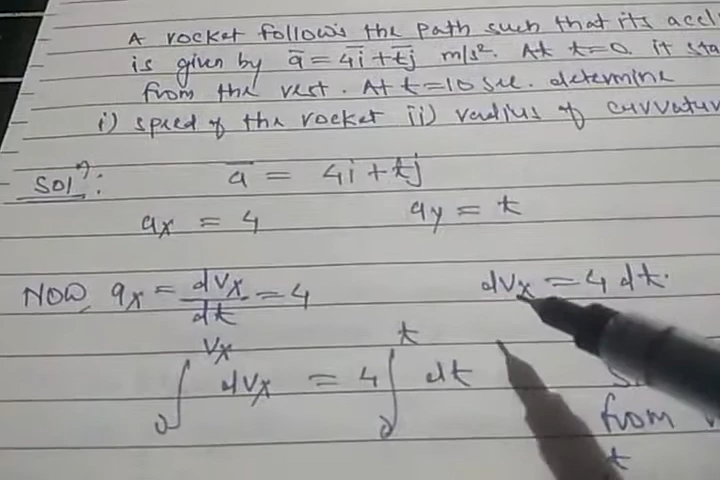 A rocket follows the path such that its accl
is given by a̅ = 4i̅ + tj̅ m/s². At t=0 it sta
from the rest. At t=10 sec. determine
i) speed of the rocket ii) radius of curvatur
Solⁿ: a̅ = 4i + tj
ax = 4 ay = t
Now, ax = dVx/dt = 4 dVx = 4 dt.
∫₀^Vx dVx = 4 ∫₀^t dt
from
t